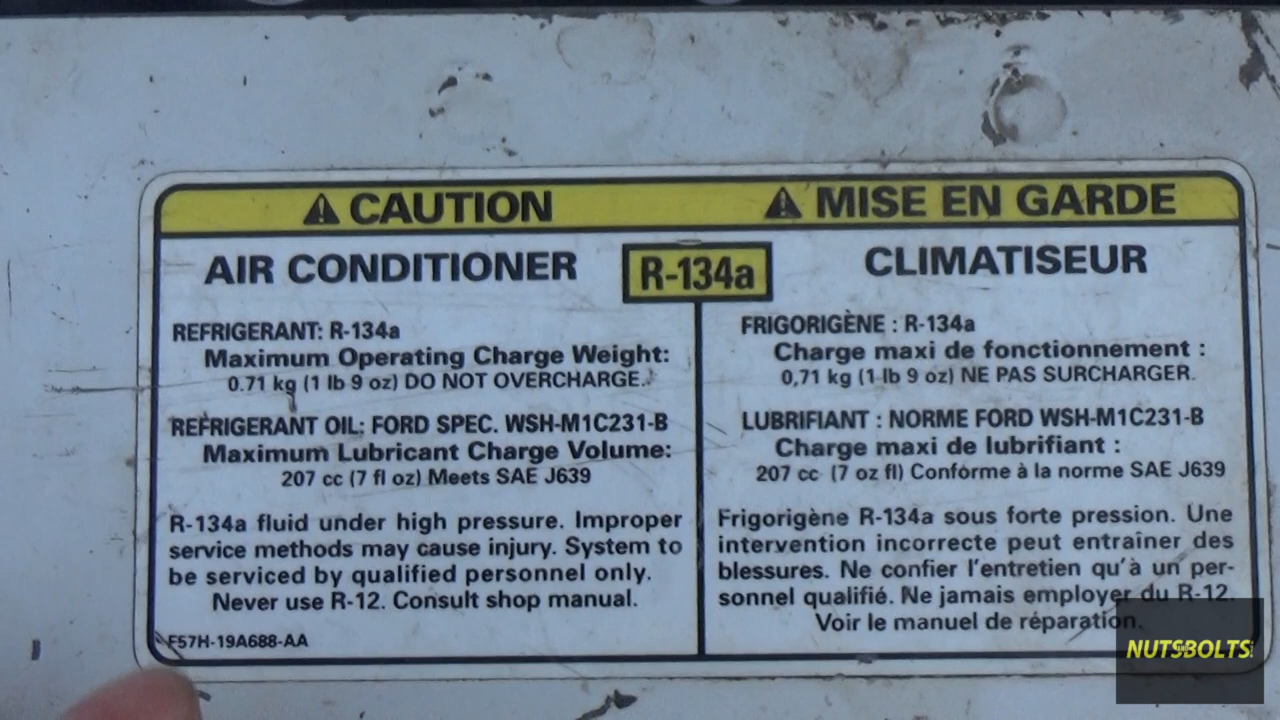 CAUTION
MISE EN GARDE
AIR CONDITIONER
R-134a
CLIMATISEUR
REFRIGERANT: R-134a
Maximum Operating Charge Weight:
0.71 kg (1 lb 9 oz) DO NOT OVERCHARGE.
REFRIGERANT OIL: FORD SPEC. WSH-M1C231-B
Maximum Lubricant Charge Volume:
207 cc (7 fl oz) Meets SAE J639
R-134a fluid under high pressure. Improper
service methods may cause injury. System to
be serviced by qualified personnel only.
Never use R-12. Consult shop manual.
F57H-19A688-AA
FRIGORIGÈNE : R-134a
Charge maxi de fonctionnement :
0,71 kg (1 lb 9 oz) NE PAS SURCHARGER.
LUBRIFIANT : NORME FORD WSH-M1C231-B
Charge maxi de lubrifiant :
207 cc (7 oz fl) Conforme à la norme SAE J639
Frigorigène R-134a sous forte pression. Une
intervention incorrecte peut entraîner des
blessures. Ne confier l'entretien qu'à un per-
sonnel qualifié. Ne jamais employer du R-12.
Voir le manuel de réparation.
NUTSANDBOLTS